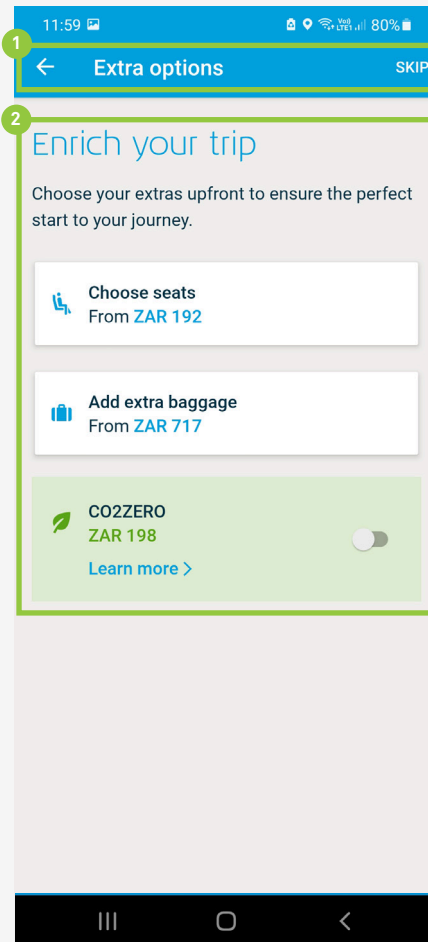 11:59
Vo)) LTE1 80%
1
Extra options
SKIP
2
Enrich your trip
Choose your extras upfront to ensure the perfect
start to your journey.
Choose seats
From ZAR 192
Add extra baggage
From ZAR 717
CO2ZERO
ZAR 198
Learn more >